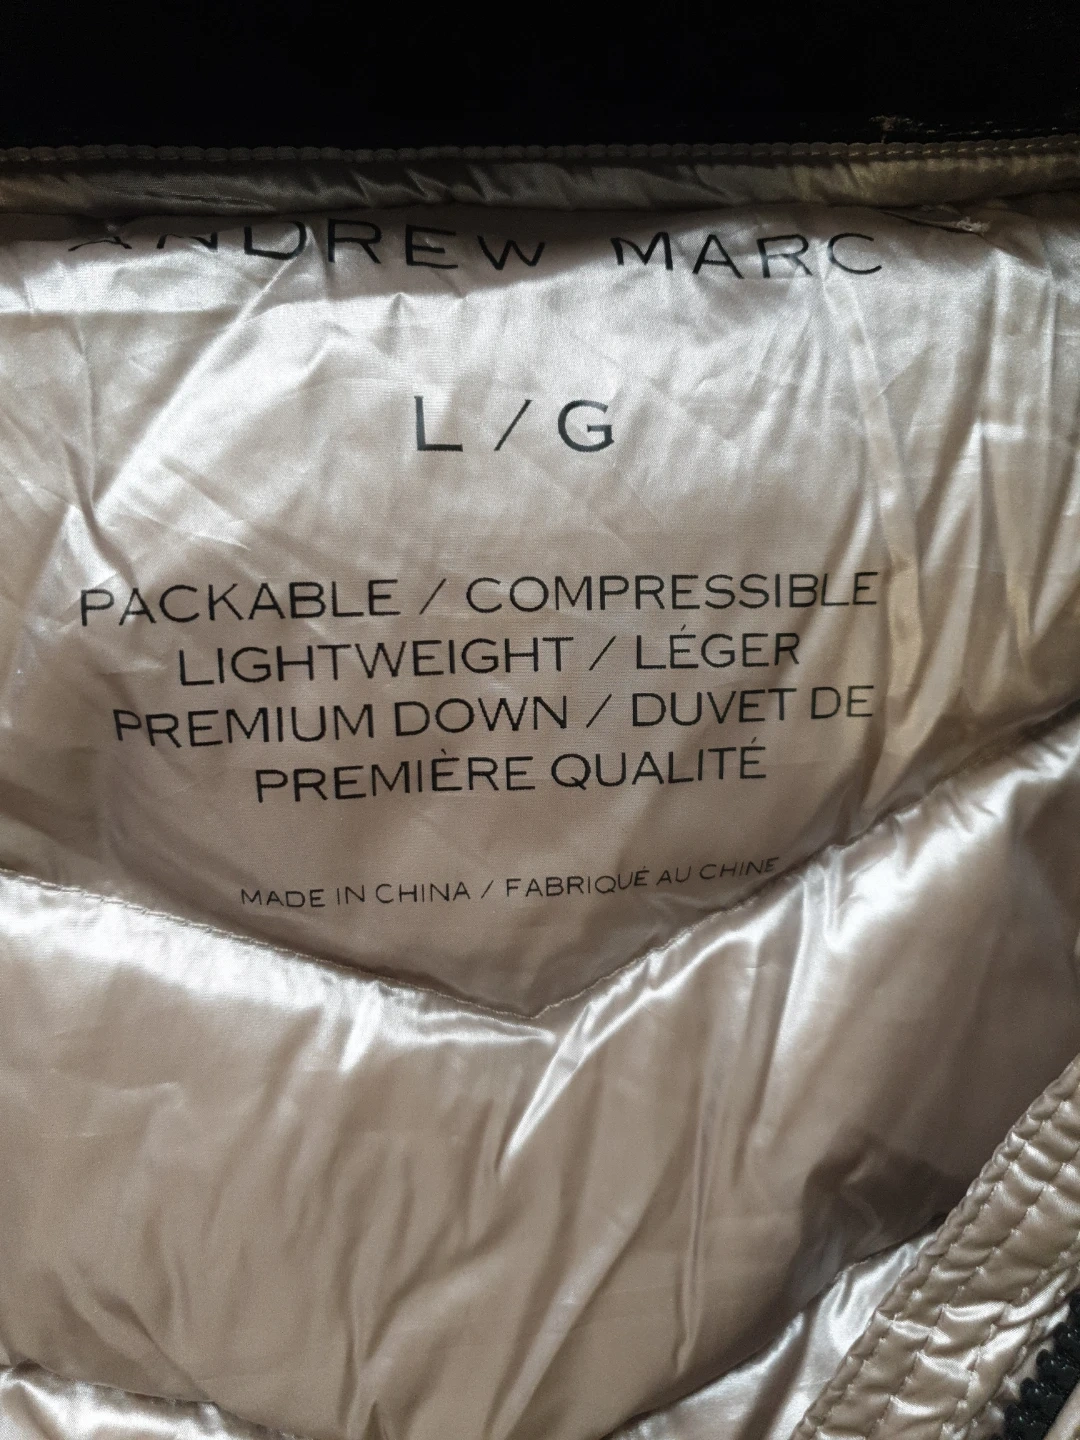 ANDREW MARC
L / G
PACKABLE / COMPRESSIBLE
LIGHTWEIGHT / LÉGER
PREMIUM DOWN / DUVET DE
PREMIÈRE QUALITÉ
MADE IN CHINA / FABRIQUÉ AU CHINE